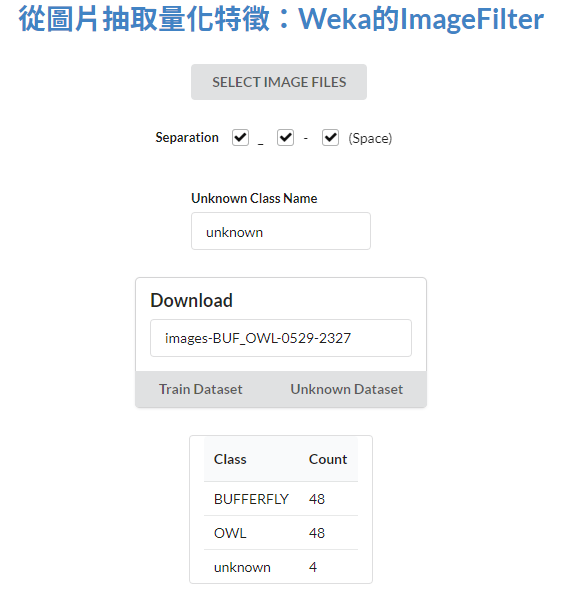 從圖片抽取量化特徵：Weka的ImageFilter
SELECT IMAGE FILES
Separation _ - (Space)
Unknown Class Name
unknown
Download
images-BUF_OWL-0529-2327
Train Dataset Unknown Dataset
Class Count
BUFFERFLY 48
OWL 48
unknown 4